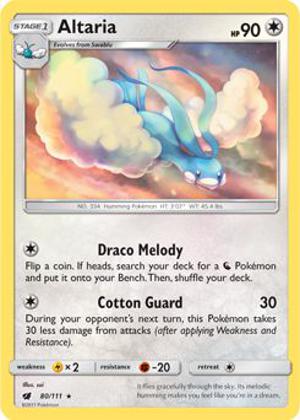 STAGE 1 Altaria HP 90
Evolves from Swablu
NO. 334 Humming Pokémon HT: 3'07" WT: 45.4 lbs.
Draco Melody
Flip a coin. If heads, search your deck for a Pokémon
and put it onto your Bench. Then, shuffle your deck.
Cotton Guard 30
During your opponent's next turn, this Pokémon takes
30 less damage from attacks (after applying Weakness and
Resistance).
weakness × 2 resistance -20 retreat
Illus. sui
80/111 ★
©2017 Pokémon
It flies gracefully through the sky. Its melodic
humming makes you feel like you're in a dream.